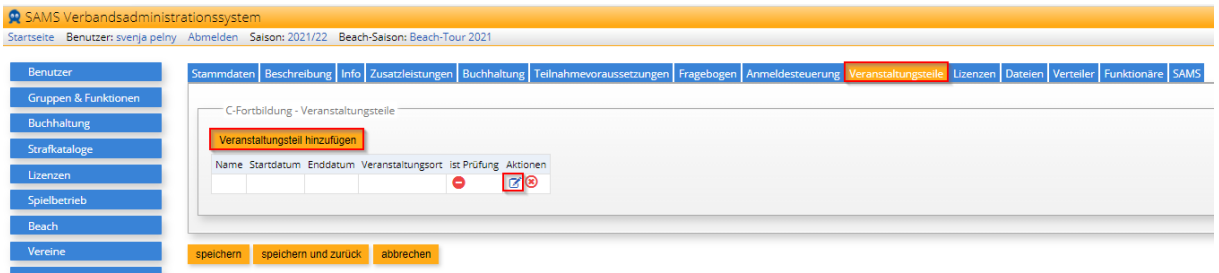 SAMS Verbandsadministrationssystem
Startseite Benutzer: svenja pelny Abmelden Saison: 2021/22 Beach-Saison: Beach-Tour 2021
Benutzer
Gruppen & Funktionen
Buchhaltung
Strafkataloge
Lizenzen
Spielbetrieb
Beach
Vereine
Stammdaten Beschreibung Info Zusatzleistungen Buchhaltung Teilnahmevoraussetzungen Fragebogen Anmeldesteuerung Veranstaltungsteile Lizenzen Dateien Verteiler Funktionäre SAMS
C-Fortbildung - Veranstaltungsteile
Veranstaltungsteil hinzufügen
Name Startdatum Enddatum Veranstaltungsort ist Prüfung Aktionen
speichern speichern und zurück abbrechen